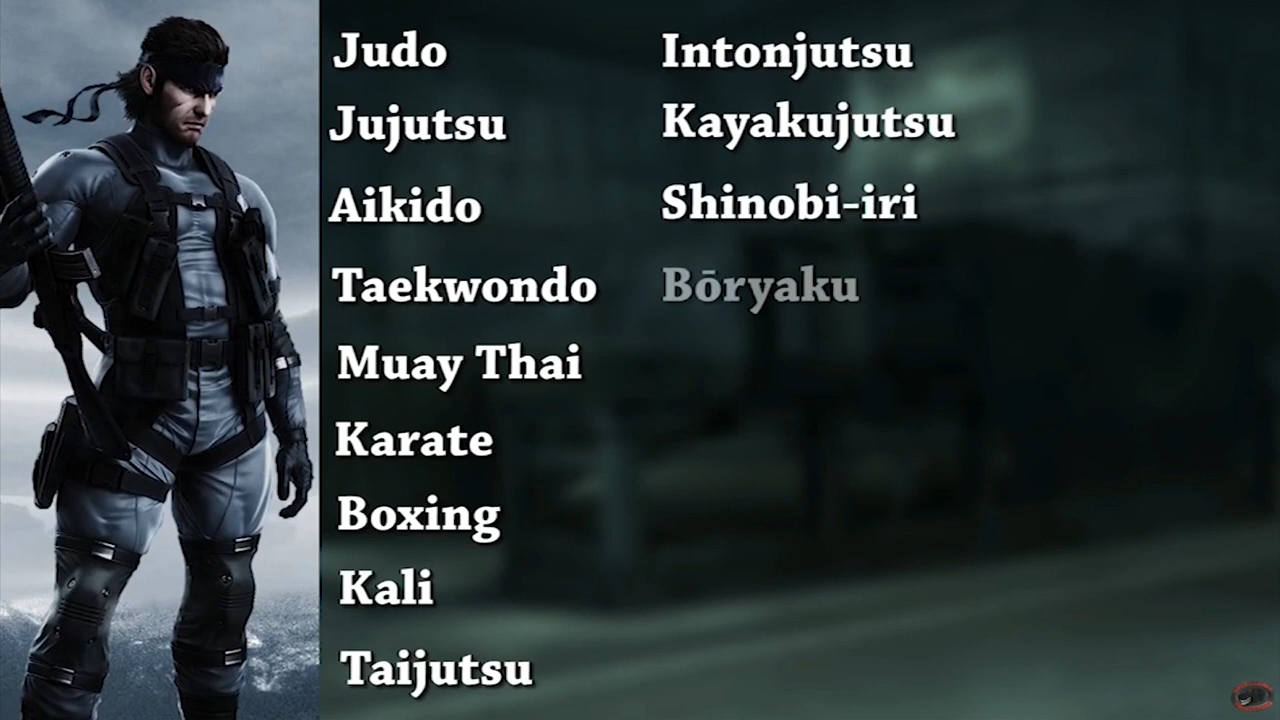 Judo
Jujutsu
Aikido
Taekwondo
Muay Thai
Karate
Boxing
Kali
Taijutsu
Intonjutsu
Kayakujutsu
Shinobi-iri
Bōryaku